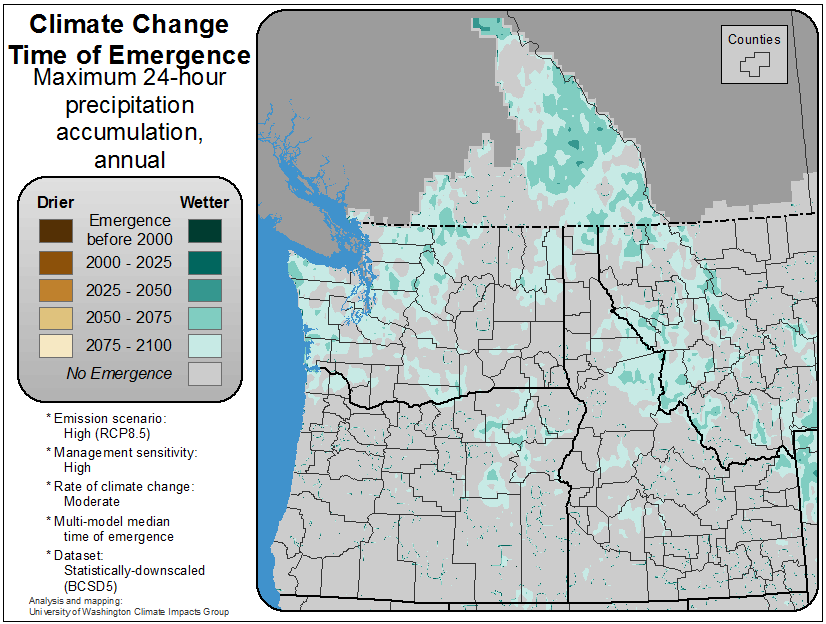 Climate Change
Time of Emergence
Maximum 24-hour
precipitation
accumulation,
annual
Drier Wetter
Emergence
before 2000
2000 - 2025
2025 - 2050
2050 - 2075
2075 - 2100
No Emergence
* Emission scenario:
High (RCP8.5)
* Management sensitivity:
High
* Rate of climate change:
Moderate
* Multi-model median
time of emergence
* Dataset:
Statistically-downscaled
(BCSD5)
Analysis and mapping:
University of Washington Climate Impacts Group
Counties